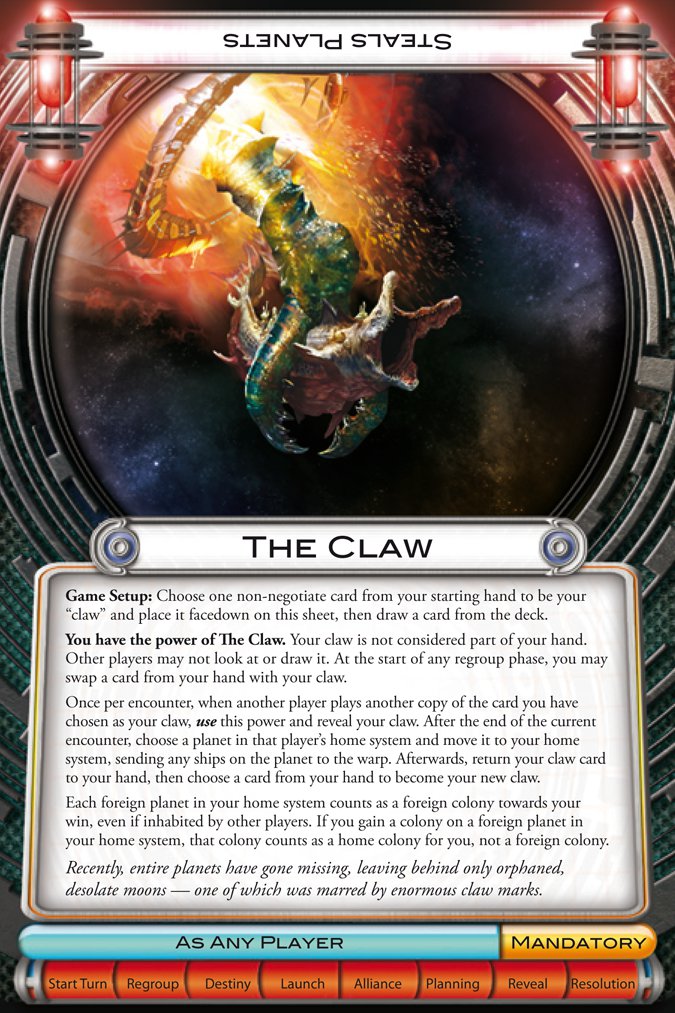 STEALS PLANETS
THE CLAW
Game Setup: Choose one non-negotiate card from your starting hand to be your
“claw” and place it facedown on this sheet, then draw a card from the deck.
You have the power of The Claw. Your claw is not considered part of your hand.
Other players may not look at or draw it. At the start of any regroup phase, you may
swap a card from your hand with your claw.
Once per encounter, when another player plays another copy of the card you have
chosen as your claw, use this power and reveal your claw. After the end of the current
encounter, choose a planet in that player’s home system and move it to your home
system, sending any ships on the planet to the warp. Afterwards, return your claw card
to your hand, then choose a card from your hand to become your new claw.
Each foreign planet in your home system counts as a foreign colony towards your
win, even if inhabited by other players. If you gain a colony on a foreign planet in
your home system, that colony counts as a home colony for you, not a foreign colony.
Recently, entire planets have gone missing, leaving behind only orphaned,
desolate moons — one of which was marred by enormous claw marks.
AS ANY PLAYER MANDATORY
Start Turn Regroup Destiny Launch Alliance Planning Reveal Resolution